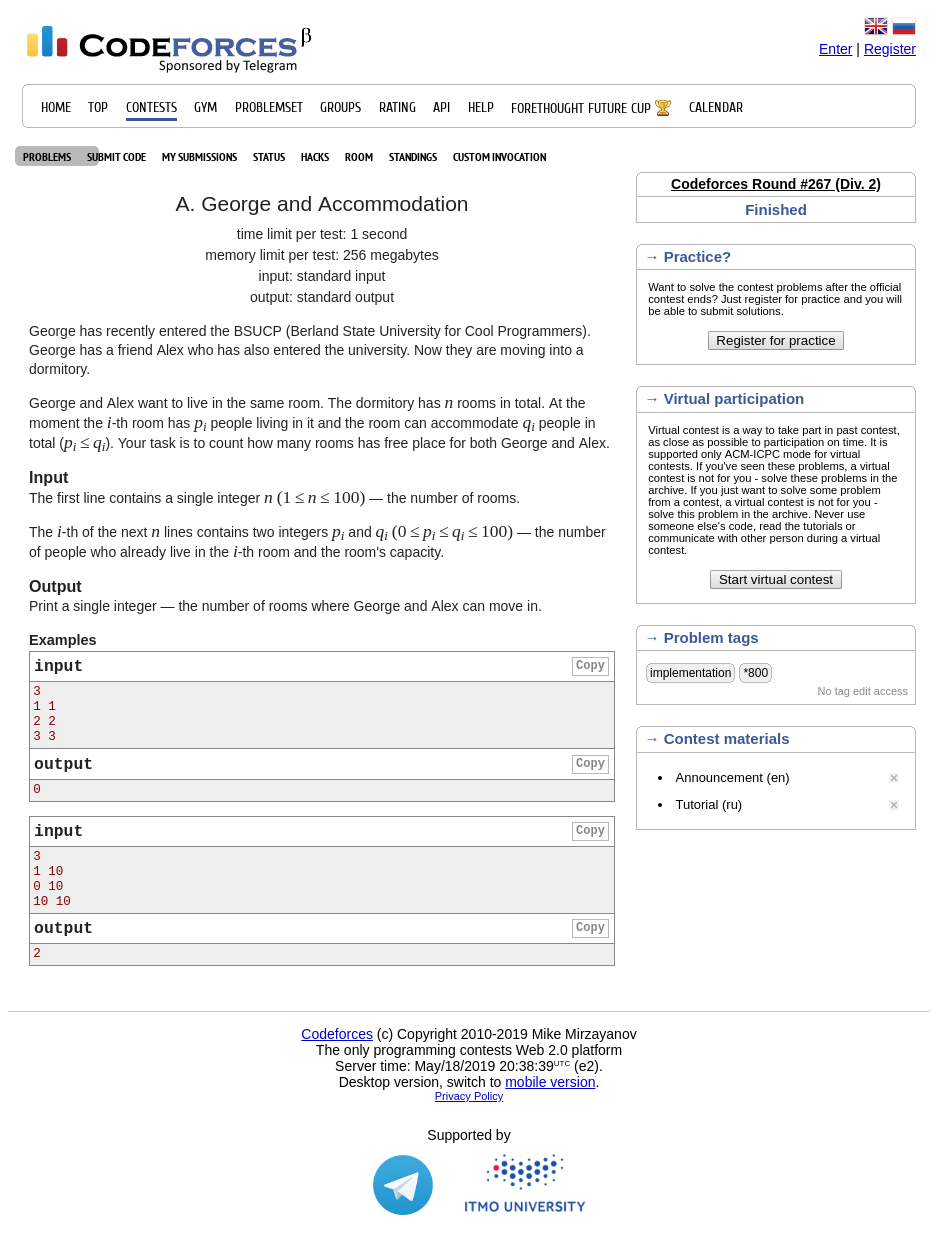 CODEFORCES β
Sponsored by Telegram
Enter | Register
HOME TOP CONTESTS GYM PROBLEMSET GROUPS RATING API HELP FORETHOUGHT FUTURE CUP CALENDAR
PROBLEMS SUBMIT CODE MY SUBMISSIONS STATUS HACKS ROOM STANDINGS CUSTOM INVOCATION
A. George and Accommodation
time limit per test: 1 second
memory limit per test: 256 megabytes
input: standard input
output: standard output
George has recently entered the BSUCP (Berland State University for Cool Programmers).
George has a friend Alex who has also entered the university. Now they are moving into a
dormitory.
George and Alex want to live in the same room. The dormitory has n rooms in total. At the
moment the i-th room has pi people living in it and the room can accommodate qi people in
total (pi ≤ qi). Your task is to count how many rooms has free place for both George and Alex.
Input
The first line contains a single integer n (1 ≤ n ≤ 100) — the number of rooms.
The i-th of the next n lines contains two integers pi and qi (0 ≤ pi ≤ qi ≤ 100) — the number
of people who already live in the i-th room and the room's capacity.
Output
Print a single integer — the number of rooms where George and Alex can move in.
Examples
input Copy
3
1 1
2 2
3 3
output Copy
0
input Copy
3
1 10
0 10
10 10
output Copy
2
Codeforces Round #267 (Div. 2)
Finished
→ Practice?
Want to solve the contest problems after the official
contest ends? Just register for practice and you will
be able to submit solutions.
Register for practice
→ Virtual participation
Virtual contest is a way to take part in past contest,
as close as possible to participation on time. It is
supported only ACM-ICPC mode for virtual
contests. If you've seen these problems, a virtual
contest is not for you - solve these problems in the
archive. If you just want to solve some problem
from a contest, a virtual contest is not for you -
solve this problem in the archive. Never use
someone else's code, read the tutorials or
communicate with other person during a virtual
contest.
Start virtual contest
→ Problem tags
implementation *800
No tag edit access
→ Contest materials
• Announcement (en)
• Tutorial (ru)
Codeforces (c) Copyright 2010-2019 Mike Mirzayanov
The only programming contests Web 2.0 platform
Server time: May/18/2019 20:38:39UTC (e2).
Desktop version, switch to mobile version.
Privacy Policy
Supported by
ITMO UNIVERSITY